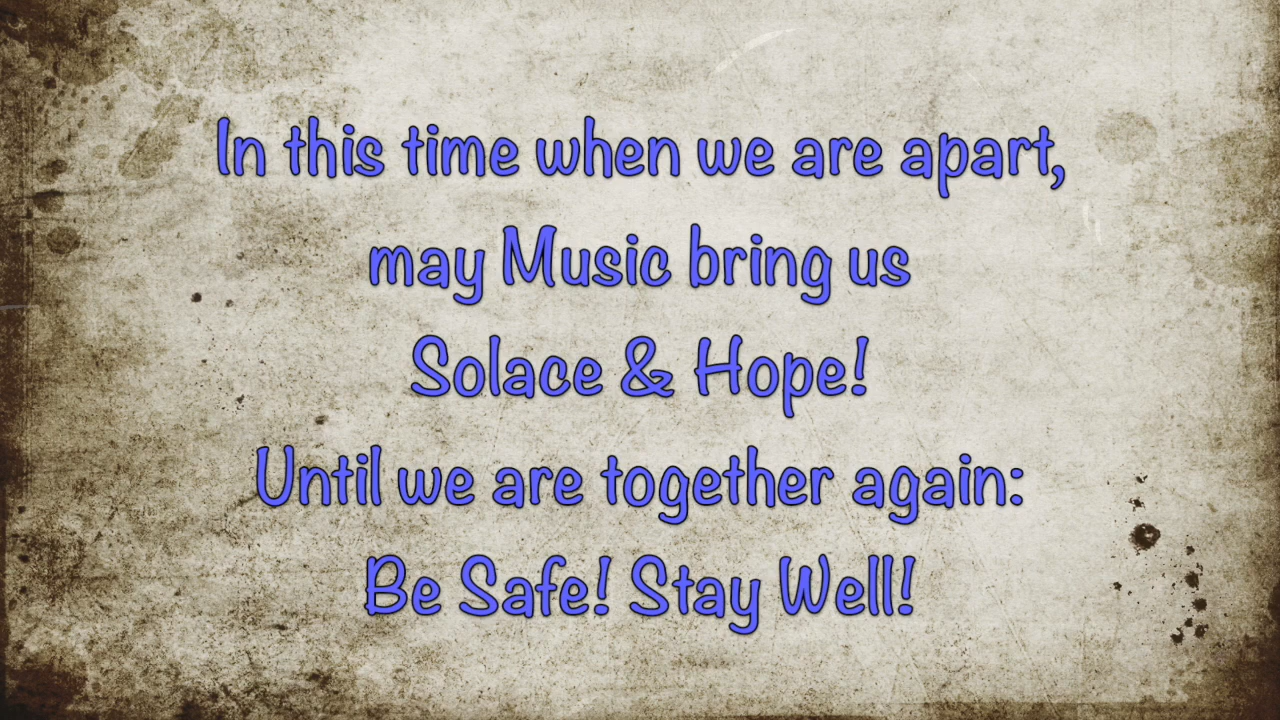 In this time when we are apart,
may Music bring us
Solace & Hope!
Until we are together again:
Be Safe! Stay Well!